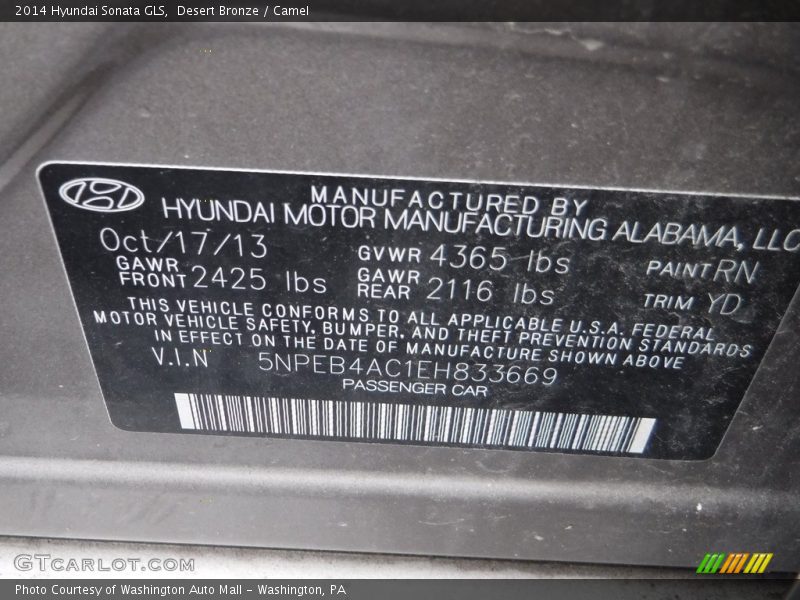 2014 Hyundai Sonata GLS, Desert Bronze / Camel
MANUFACTURED BY
HYUNDAI MOTOR MANUFACTURING ALABAMA, LLC
Oct/17/13 GVWR 4365 lbs PAINT RN
GAWR FRONT 2425 lbs GAWR REAR 2116 lbs TRIM YD
THIS VEHICLE CONFORMS TO ALL APPLICABLE U.S.A. FEDERAL
MOTOR VEHICLE SAFETY, BUMPER, AND THEFT PREVENTION STANDARDS
IN EFFECT ON THE DATE OF MANUFACTURE SHOWN ABOVE
V.I.N 5NPEB4AC1EH833669
PASSENGER CAR
GTCARLOT.COM
Photo Courtesy of Washington Auto Mall - Washington, PA